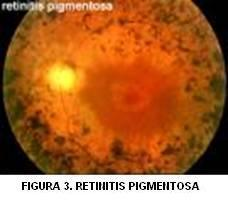 retinitis pigmentosa
FIGURA 3. RETINITIS PIGMENTOSA